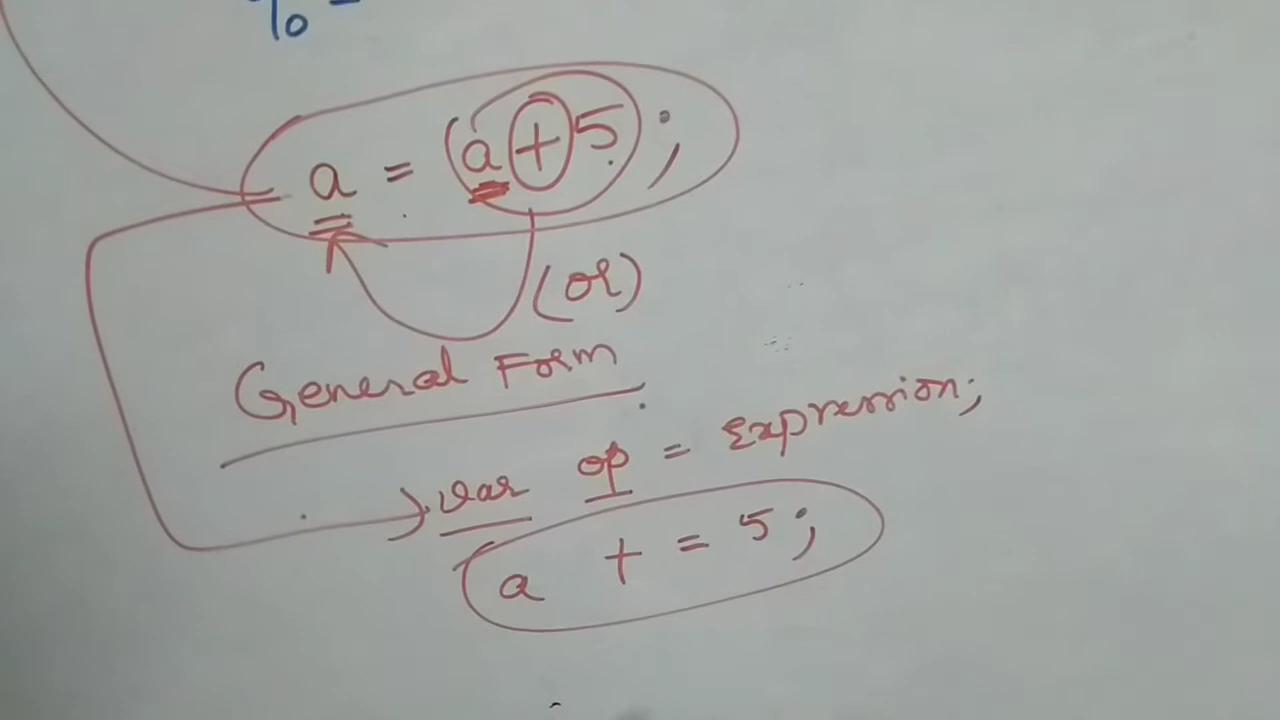 %=
a = (a+5;
(or)
General Form
var op = Expression;
a + = 5;